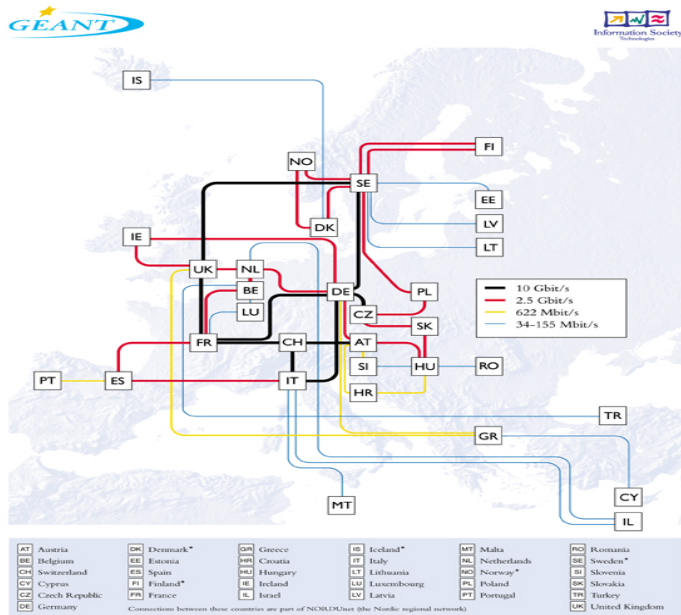 GEANT
Information Society
Technologies
IS
NO
FI
SE
EE
DK
LV
IE
LT
UK
NL
BE
DE
PL
LU
CZ
SK
FR
CH
AT
SI
HU
RO
PT
ES
IT
HR
TR
GR
CY
MT
IL
10 Gbit/s
2.5 Gbit/s
622 Mbit/s
34-155 Mbit/s
AT Austria
BE Belgium
CH Switzerland
CY Cyprus
CZ Czech Republic
DE Germany
DK Denmark*
EE Estonia
ES Spain
FI Finland*
FR France
GR Greece
HR Croatia
HU Hungary
IE Ireland
IL Israel
IS Iceland*
IT Italy
LT Lithuania
LU Luxembourg
LV Latvia
MT Malta
NL Netherlands
NO Norway*
PL Poland
PT Portugal
RO Romania
SE Sweden*
SI Slovenia
SK Slovakia
TR Turkey
UK United Kingdom
Connections between these countries are part of NORDUnet (the Nordic regional network)